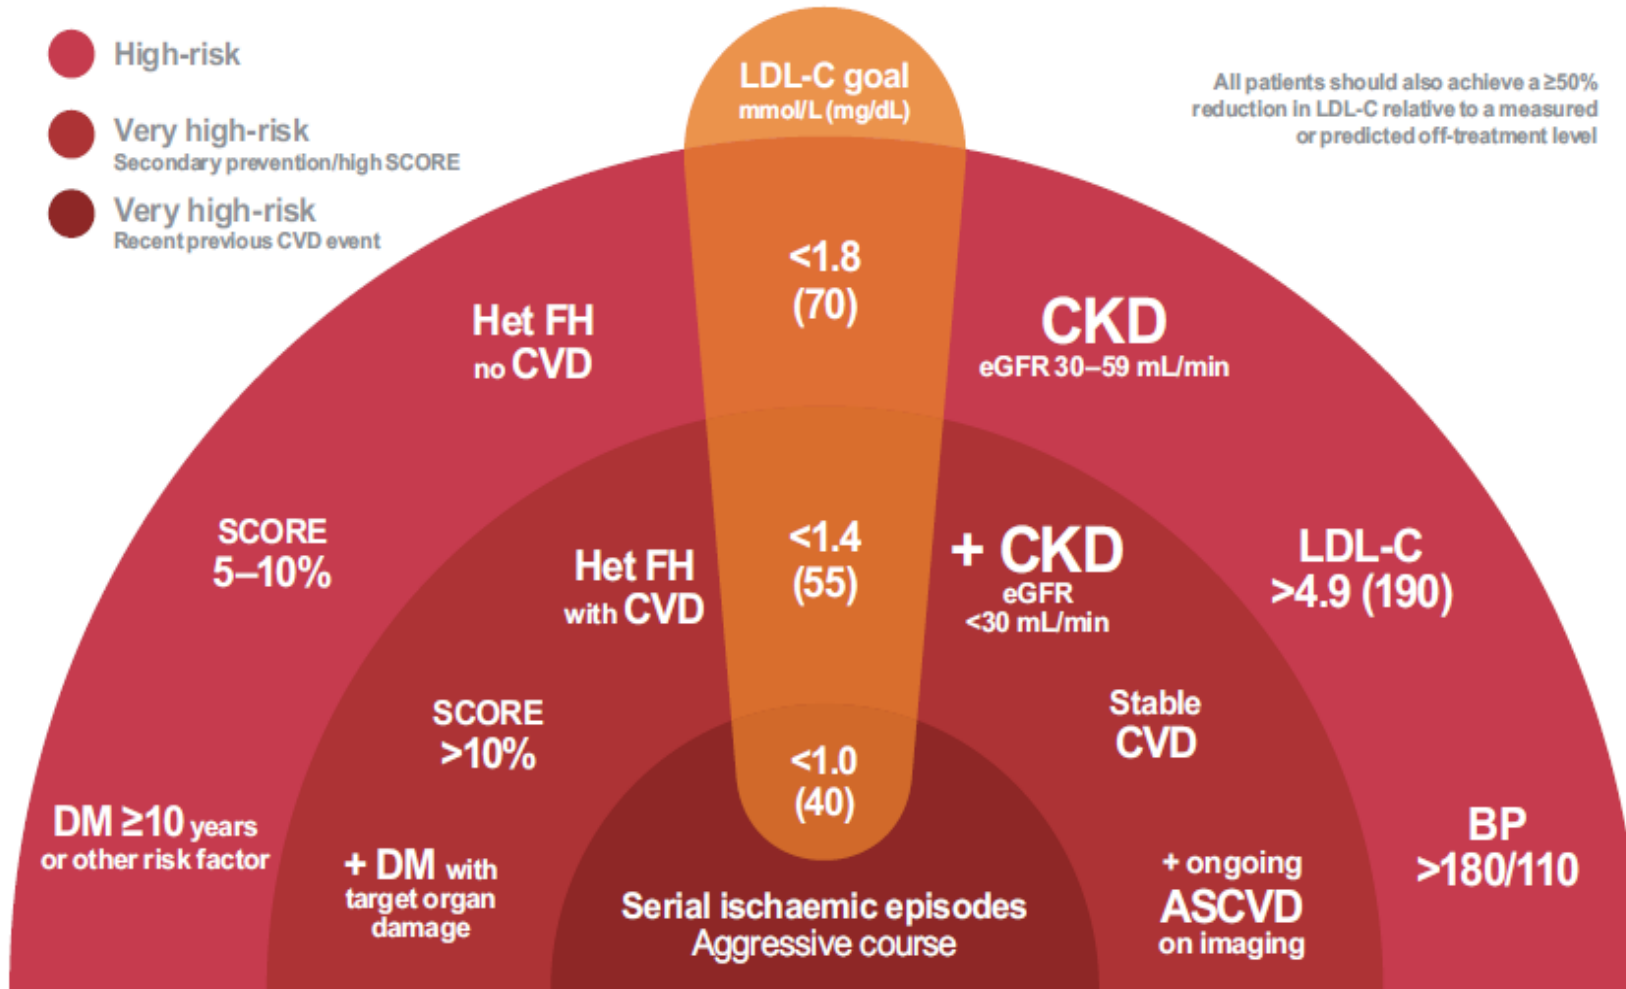 High-risk
Very high-risk
Secondary prevention/high SCORE
Very high-risk
Recent previous CVD event
LDL-C goal
mmol/L (mg/dL)
All patients should also achieve a ≥50%
reduction in LDL-C relative to a measured
or predicted off-treatment level
<1.8
(70)
Het FH
no CVD
CKD
eGFR 30–59 mL/min
SCORE
5–10%
LDL-C
>4.9 (190)
DM ≥10 years
or other risk factor
BP
>180/110
<1.4
(55)
Het FH
with CVD
+ CKD
eGFR
<30 mL/min
SCORE
>10%
Stable
CVD
+ DM with
target organ
damage
+ ongoing
ASCVD
on imaging
<1.0
(40)
Serial ischaemic episodes
Aggressive course